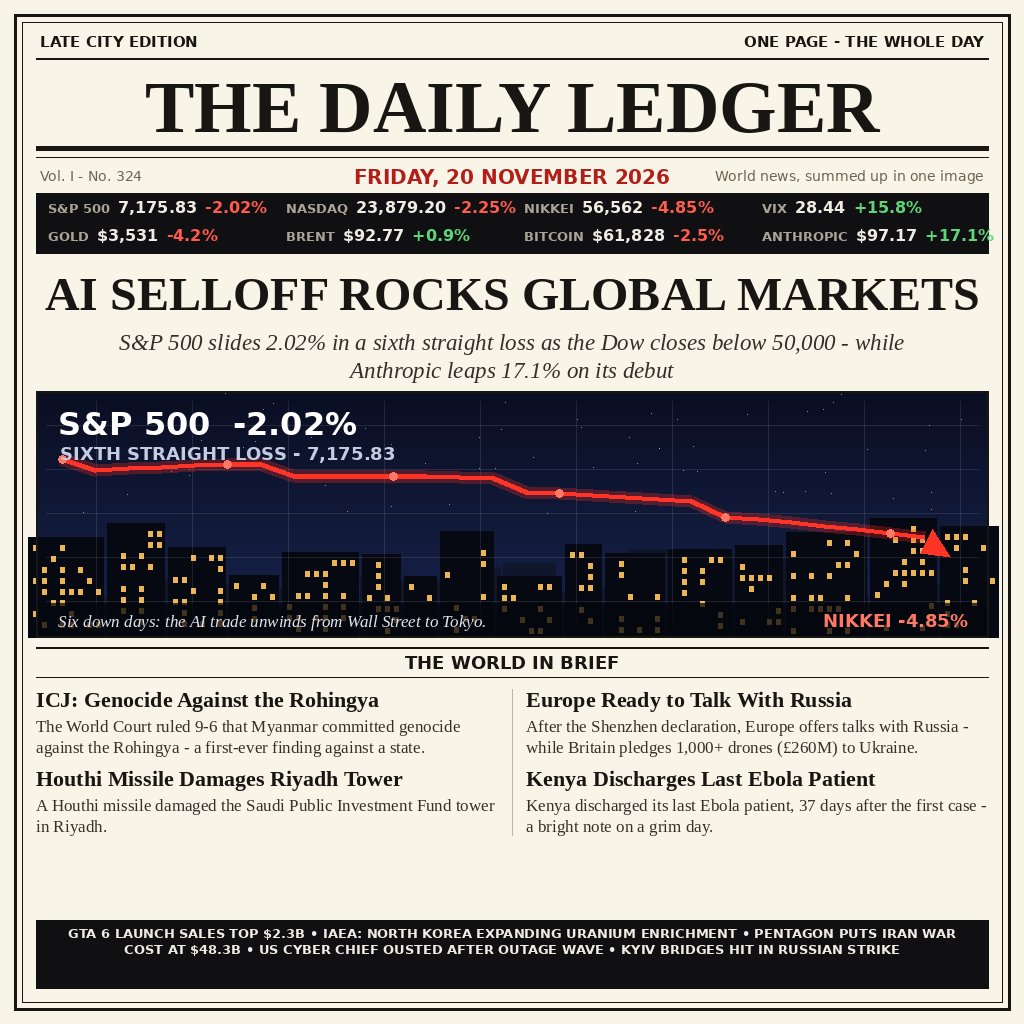 LATE CITY EDITION
ONE PAGE - THE WHOLE DAY
THE DAILY LEDGER
Vol. I - No. 324
FRIDAY, 20 NOVEMBER 2026
World news, summed up in one image
S&P 500 7,175.83 -2.02% NASDAQ 23,879.20 -2.25% NIKKEI 56,562 -4.85% VIX 28.44 +15.8%
GOLD $3,531 -4.2% BRENT $92.77 +0.9% BITCOIN $61,828 -2.5% ANTHROPIC $97.17 +17.1%
AI SELLOFF ROCKS GLOBAL MARKETS
S&P 500 slides 2.02% in a sixth straight loss as the Dow closes below 50,000 - while
Anthropic leaps 17.1% on its debut
S&P 500 -2.02%
SIXTH STRAIGHT LOSS - 7,175.83
Six down days: the AI trade unwinds from Wall Street to Tokyo.
NIKKEI -4.85%
THE WORLD IN BRIEF
ICJ: Genocide Against the Rohingya
The World Court ruled 9-6 that Myanmar committed genocide
against the Rohingya - a first-ever finding against a state.
Houthi Missile Damages Riyadh Tower
A Houthi missile damaged the Saudi Public Investment Fund tower
in Riyadh.
Europe Ready to Talk With Russia
After the Shenzhen declaration, Europe offers talks with Russia -
while Britain pledges 1,000+ drones (£260M) to Ukraine.
Kenya Discharges Last Ebola Patient
Kenya discharged its last Ebola patient, 37 days after the first case -
a bright note on a grim day.
GTA 6 LAUNCH SALES TOP $2.3B • IAEA: NORTH KOREA EXPANDING URANIUM ENRICHMENT • PENTAGON PUTS IRAN WAR
COST AT $48.3B • US CYBER CHIEF OUSTED AFTER OUTAGE WAVE • KYIV BRIDGES HIT IN RUSSIAN STRIKE